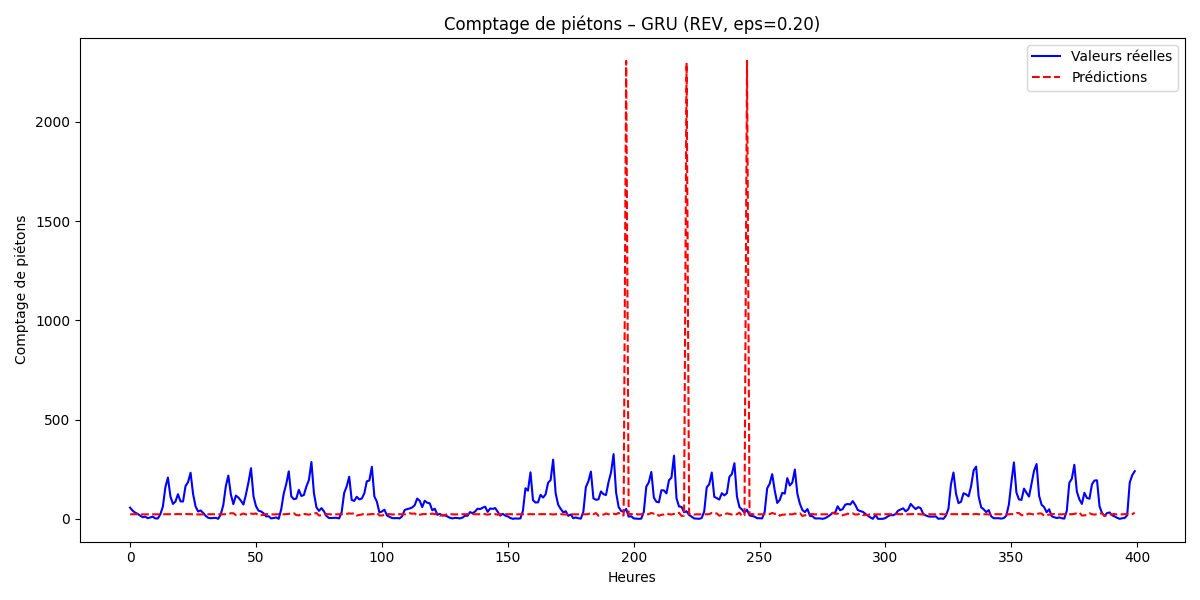 Comptage de piétons – GRU (REV, eps=0.20)
Valeurs réelles
Prédictions
Comptage de piétons
2000
1500
1000
500
0
0 50 100 150 200 250 300 350 400
Heures